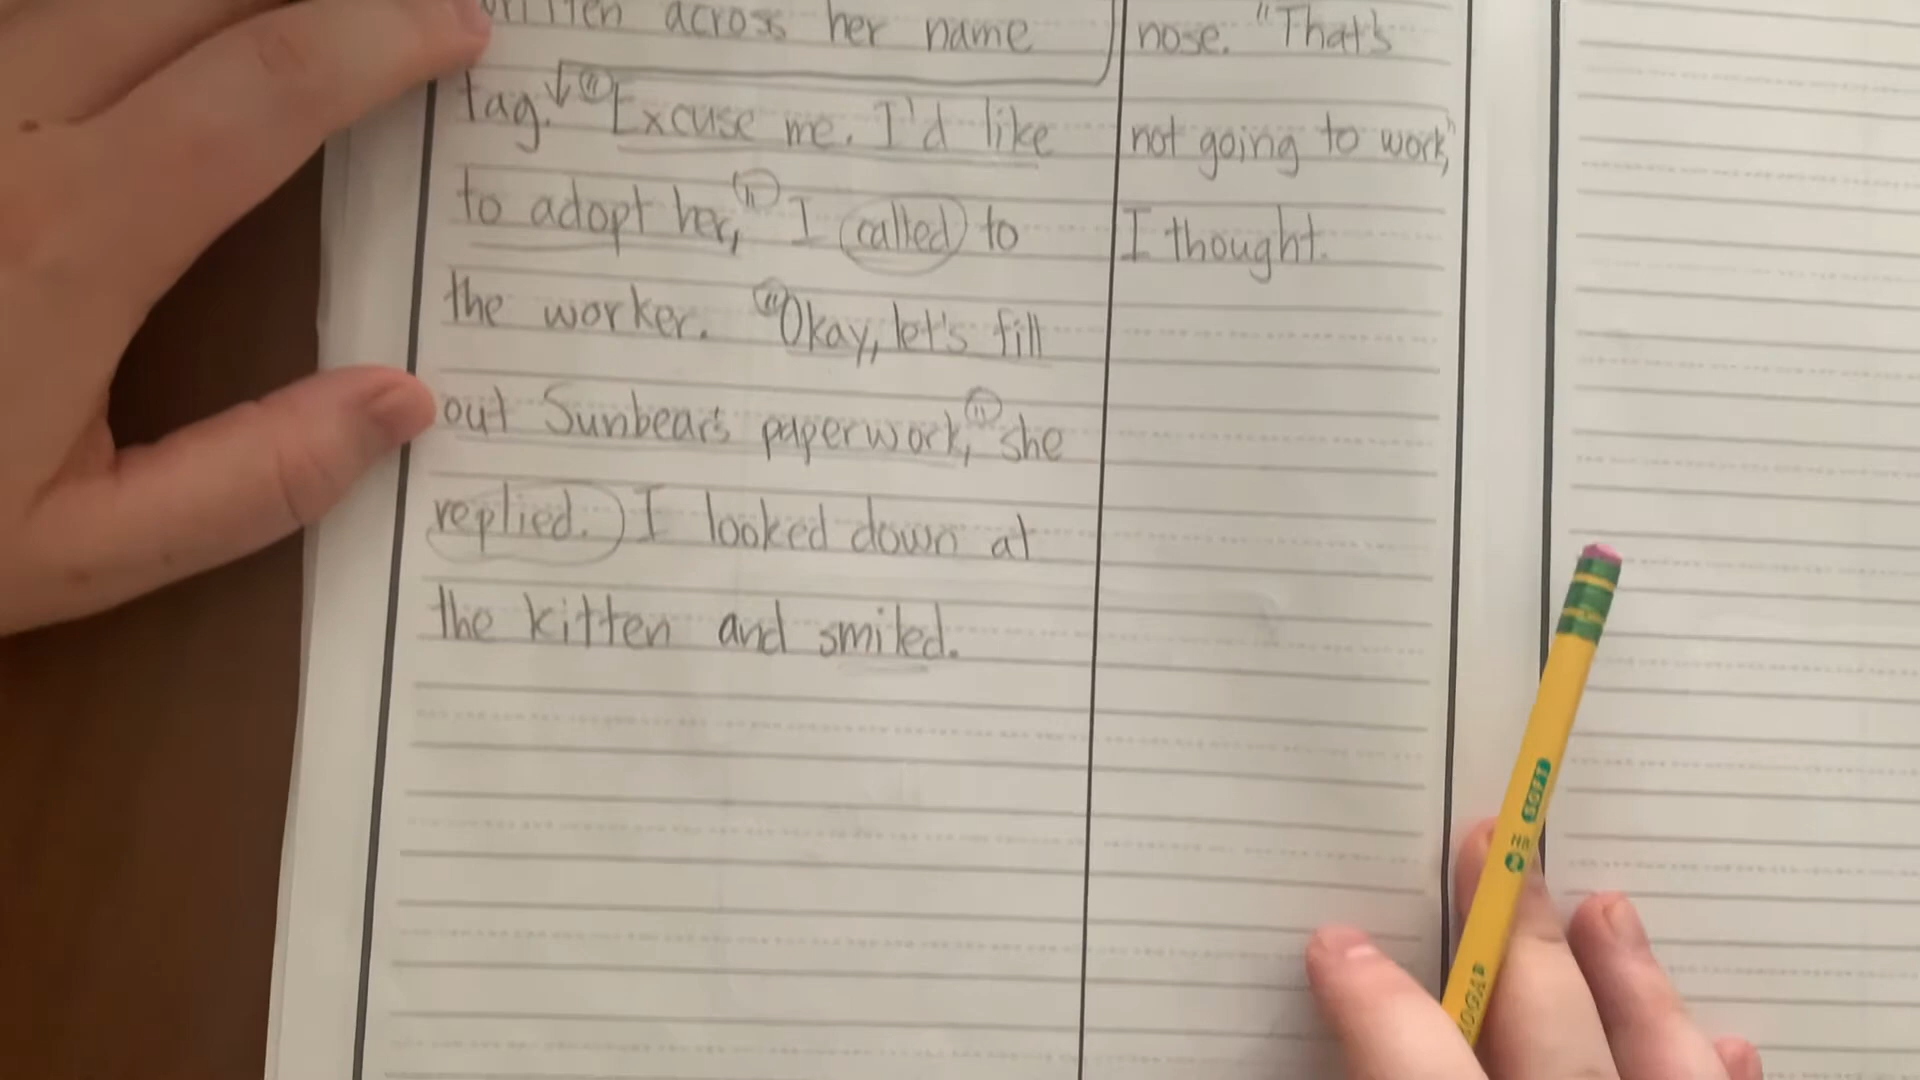 written across her name
tag. "Excuse me. I'd like
to adopt her," I called to
the worker. "Okay, let's fill
out Sunbear's paperwork," she
replied. I looked down at
the kitten and smiled.
nose. "That's
not going to work,"
I thought.